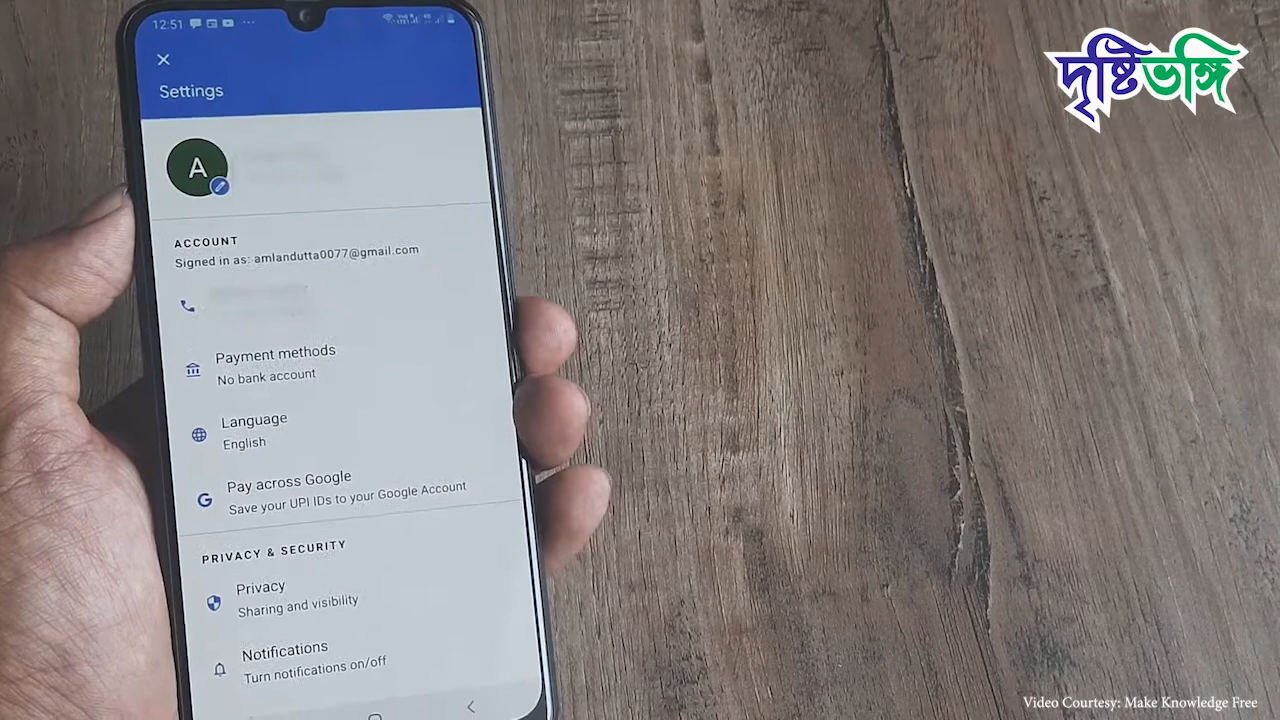 12:51
দৃষ্টিভঙ্গি
Settings
A
ACCOUNT
Signed in as: amlandutta0077@gmail.com
Payment methods
No bank account
Language
English
Pay across Google
Save your UPI IDs to your Google Account
PRIVACY & SECURITY
Privacy
Sharing and visibility
Notifications
Turn notifications on/off
Video Courtesy: Make Knowledge Free